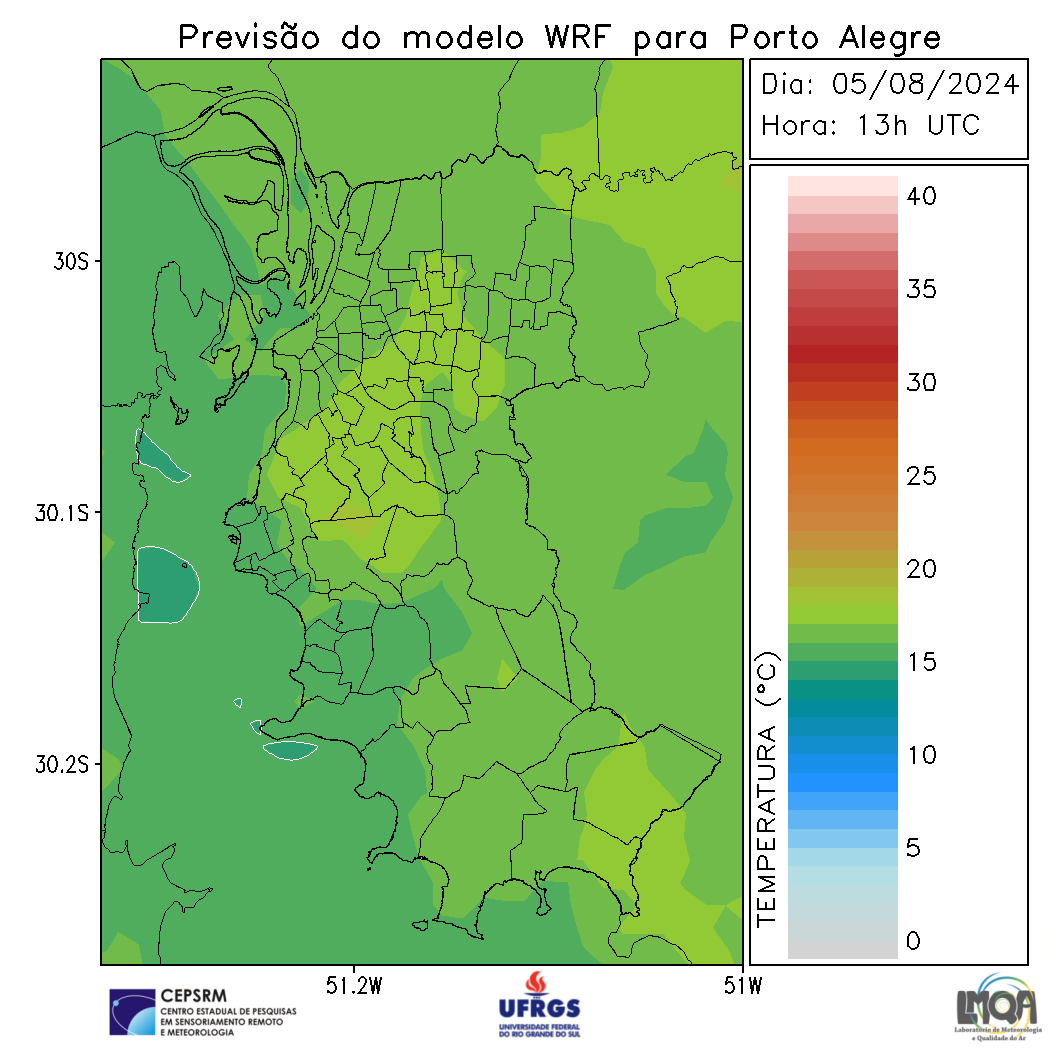 Previsão do modelo WRF para Porto Alegre
Dia: 05/08/2024
Hora: 13h UTC
40
35
30
25
20
15
10
5
0
TEMPERATURA (°C)
30S
30.1S
30.2S
51.2W
51W
CEPSRM
CENTRO ESTADUAL DE PESQUISAS
EM SENSORIAMENTO REMOTO
E METEOROLOGIA
UFRGS
UNIVERSIDADE FEDERAL
DO RIO GRANDE DO SUL
LMQA
Laboratório de Meteorologia
e Qualidade do Ar